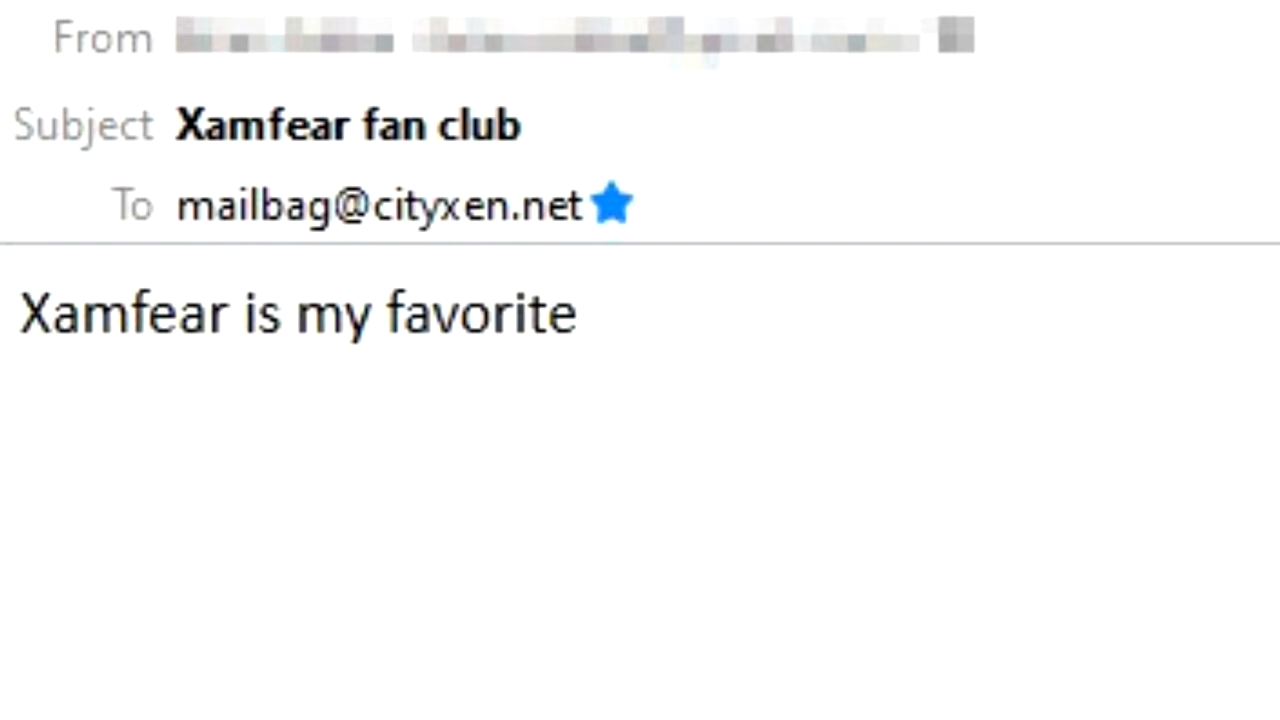 From
Subject Xamfear fan club
To mailbag@cityxen.net
Xamfear is my favorite